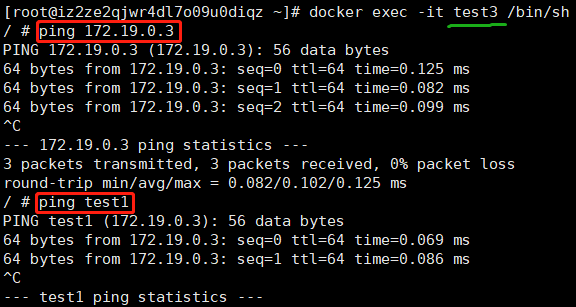 [root@iz2ze2qjwr4dl7o09u0diqz ~]# docker exec -it test3 /bin/sh
/ # ping 172.19.0.3
PING 172.19.0.3 (172.19.0.3): 56 data bytes
64 bytes from 172.19.0.3: seq=0 ttl=64 time=0.125 ms
64 bytes from 172.19.0.3: seq=1 ttl=64 time=0.082 ms
64 bytes from 172.19.0.3: seq=2 ttl=64 time=0.099 ms
^C
--- 172.19.0.3 ping statistics ---
3 packets transmitted, 3 packets received, 0% packet loss
round-trip min/avg/max = 0.082/0.102/0.125 ms
/ # ping test1
PING test1 (172.19.0.3): 56 data bytes
64 bytes from 172.19.0.3: seq=0 ttl=64 time=0.069 ms
64 bytes from 172.19.0.3: seq=1 ttl=64 time=0.086 ms
^C
--- test1 ping statistics ---